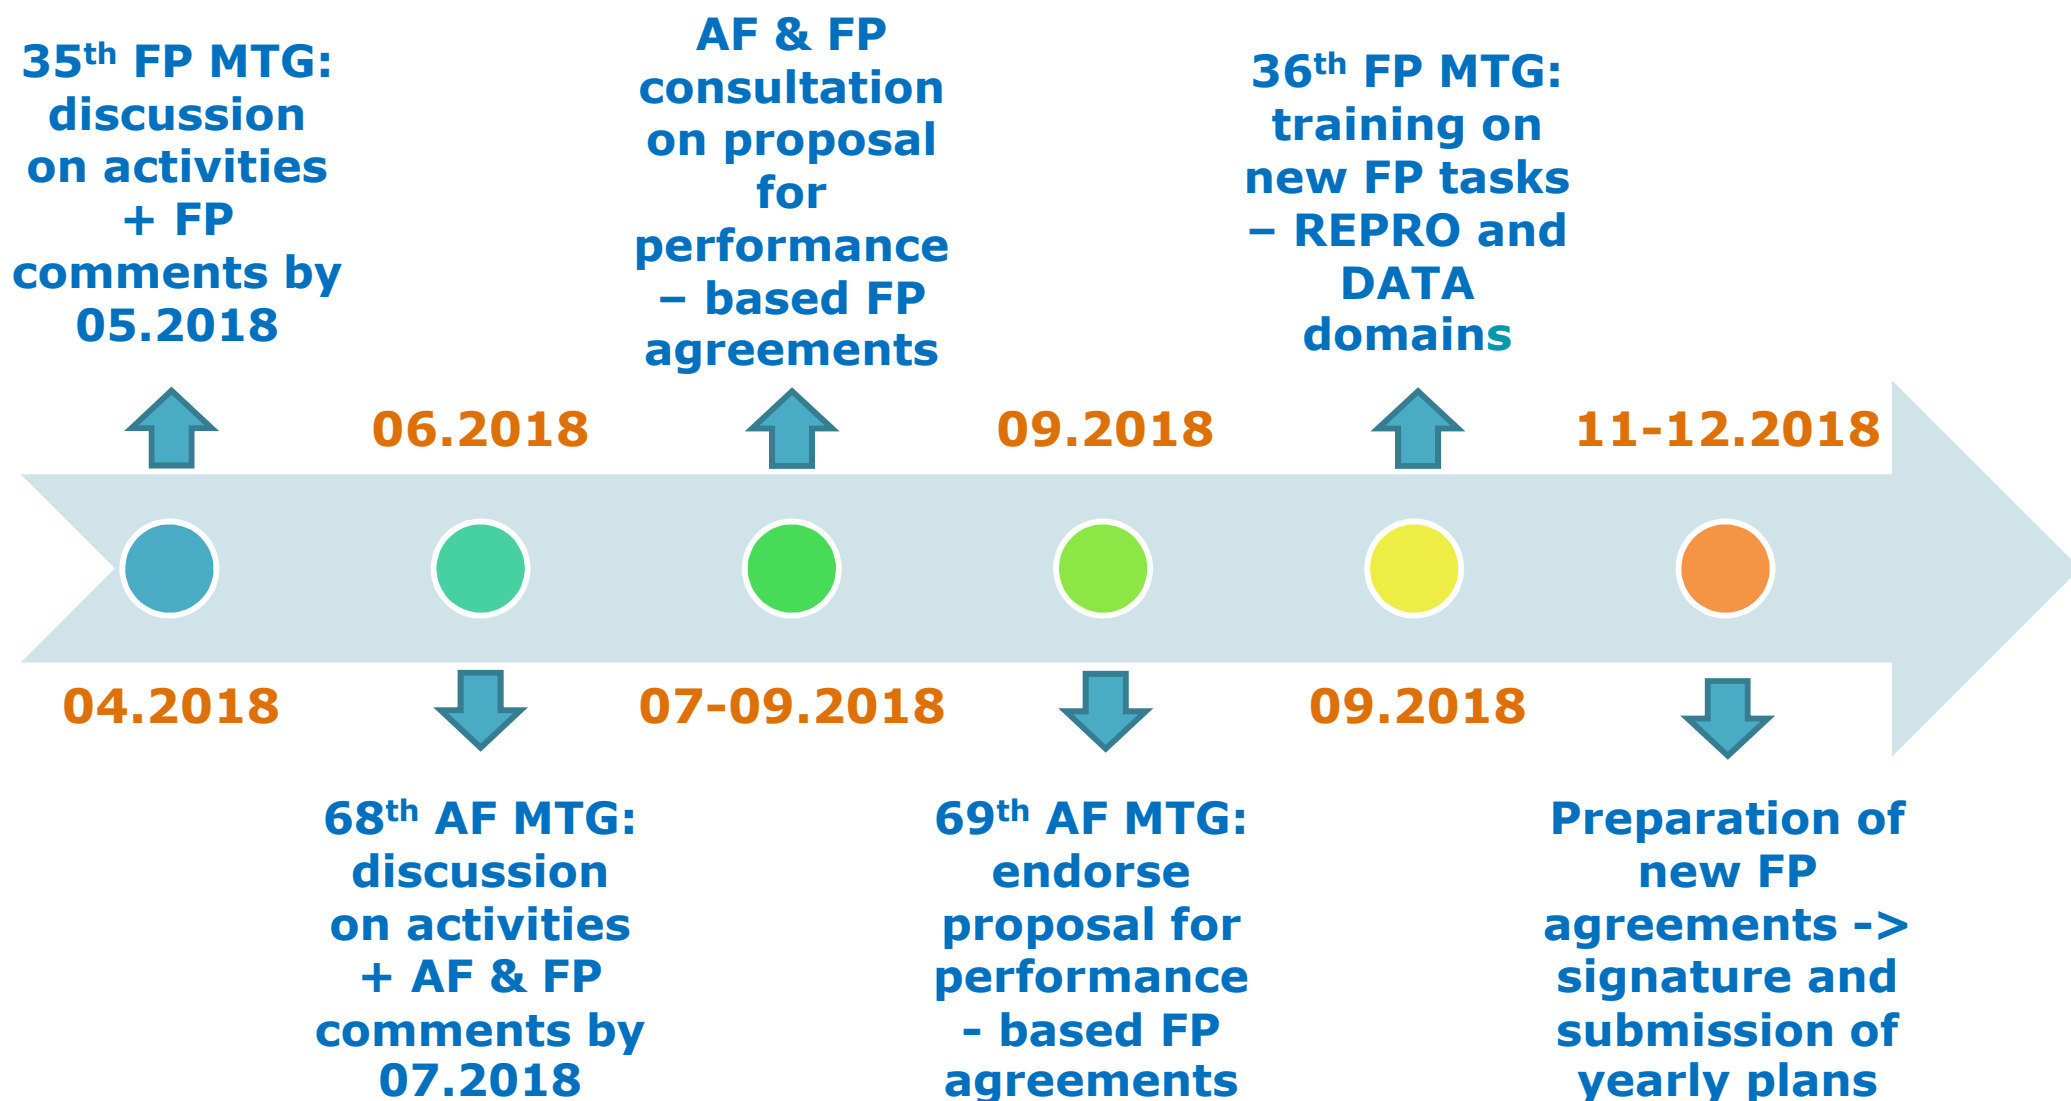 35th FP MTG:
discussion
on activities
+ FP
comments by
05.2018
04.2018
06.2018
68th AF MTG:
discussion
on activities
+ AF & FP
comments by
07.2018
AF & FP
consultation
on proposal
for
performance
– based FP
agreements
07-09.2018
09.2018
69th AF MTG:
endorse
proposal for
performance
- based FP
agreements
36th FP MTG:
training on
new FP tasks
– REPRO and
DATA
domains
09.2018
11-12.2018
Preparation of
new FP
agreements ->
signature and
submission of
yearly plans